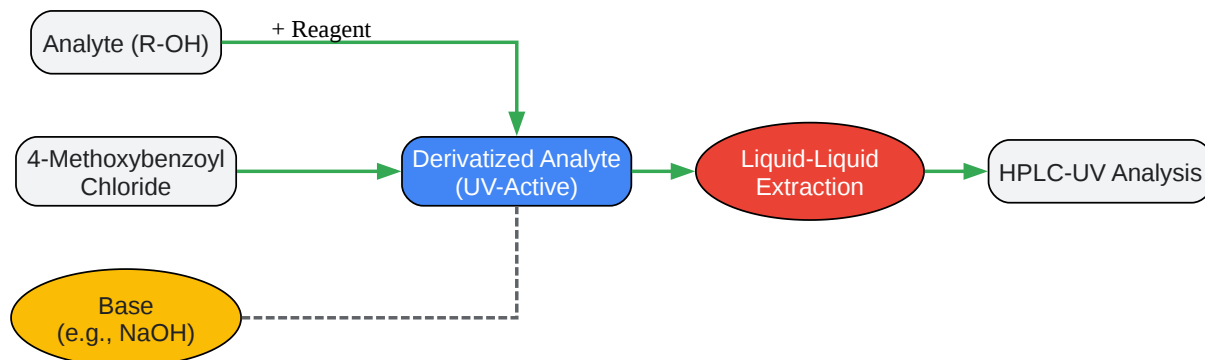 Analyte (R-OH)
+ Reagent
4-Methoxybenzoyl
Chloride
Derivatized Analyte
(UV-Active)
Liquid-Liquid
Extraction
HPLC-UV Analysis
Base
(e.g., NaOH)